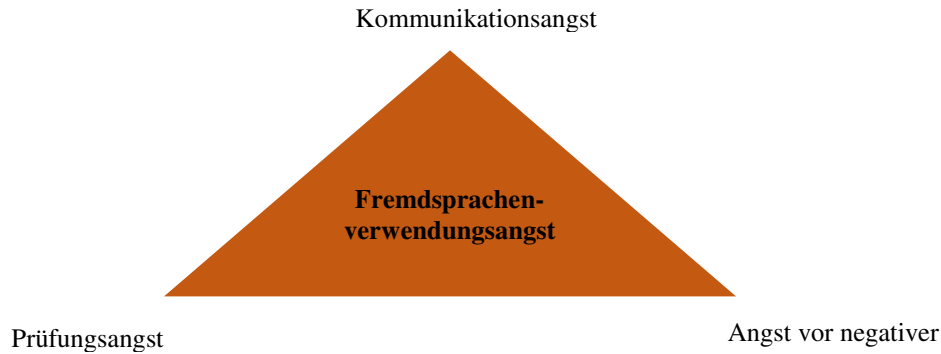 Kommunikationsangst
Fremdsprachen-
verwendungsangst
Prüfungsangst
Angst vor negativer